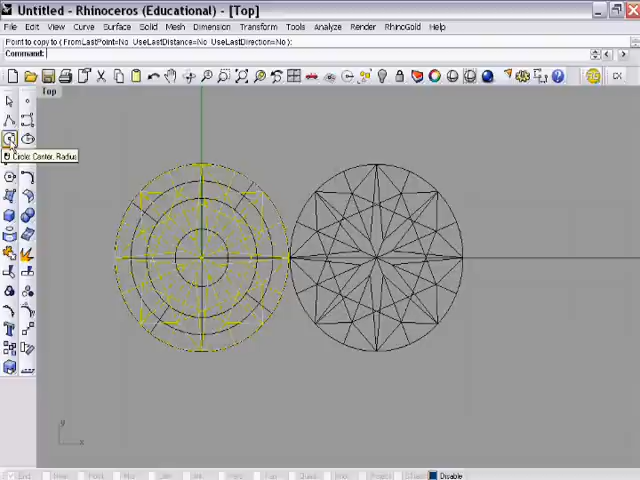 Untitled - Rhinoceros (Educational) - [Top]
File Edit View Curve Surface Solid Mesh Dimension Transform Tools Analyze Render RhinoGold Help
Point to copy to ( FromLastPoint=No UseLastDistance=No UseLastDirection=No ):
Command:
Top
Circle: Center, Radius
y
x
End
Disable